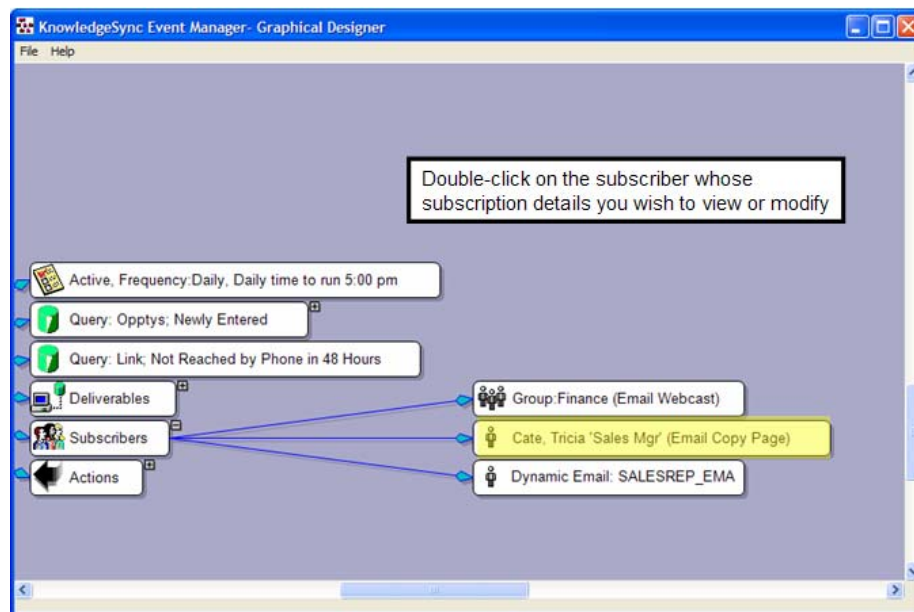 KnowledgeSync Event Manager- Graphical Designer
File Help
Double-click on the subscriber whose
subscription details you wish to view or modify
Active, Frequency:Daily, Daily time to run 5:00 pm
Query: Opptys; Newly Entered
Query: Link; Not Reached by Phone in 48 Hours
Deliverables
Group:Finance (Email Webcast)
Subscribers
Cate, Tricia 'Sales Mgr' (Email Copy Page)
Actions
Dynamic Email: SALESREP_EMA